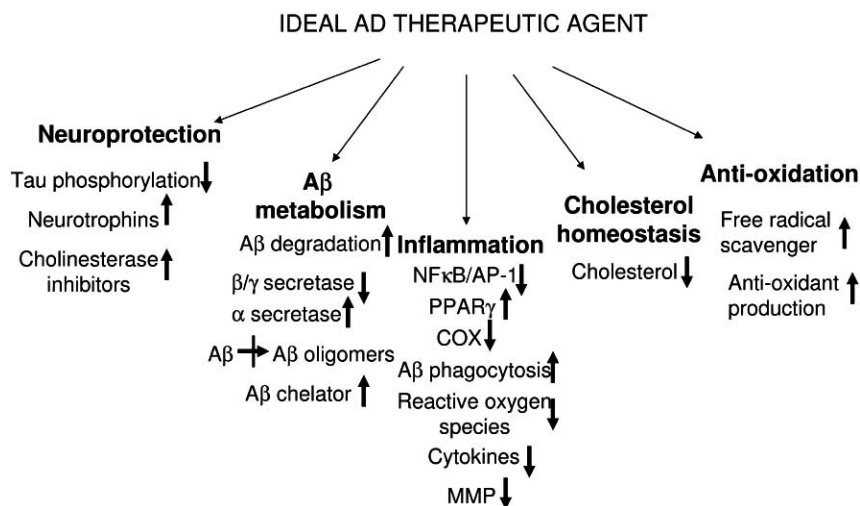 IDEAL AD THERAPEUTIC AGENT
Neuroprotection
Tau phosphorylation
Neurotrophins
Cholinesterase
inhibitors
Aβ
metabolism
Aβ degradation
β/γ secretase
α secretase
Aβ Aβ oligomers
Aβ chelator
Inflammation
NFκB/AP-1
PPARγ
COX
Aβ phagocytosis
Reactive oxygen
species
Cytokines
MMP
Cholesterol
homeostasis
Cholesterol
Anti-oxidation
Free radical
scavenger
Anti-oxidant
production